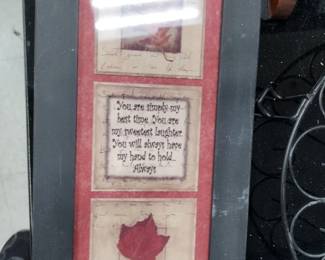 You are simply my
best time. You are
my sweetest laughter.
You will always have
my hand to hold...
Always